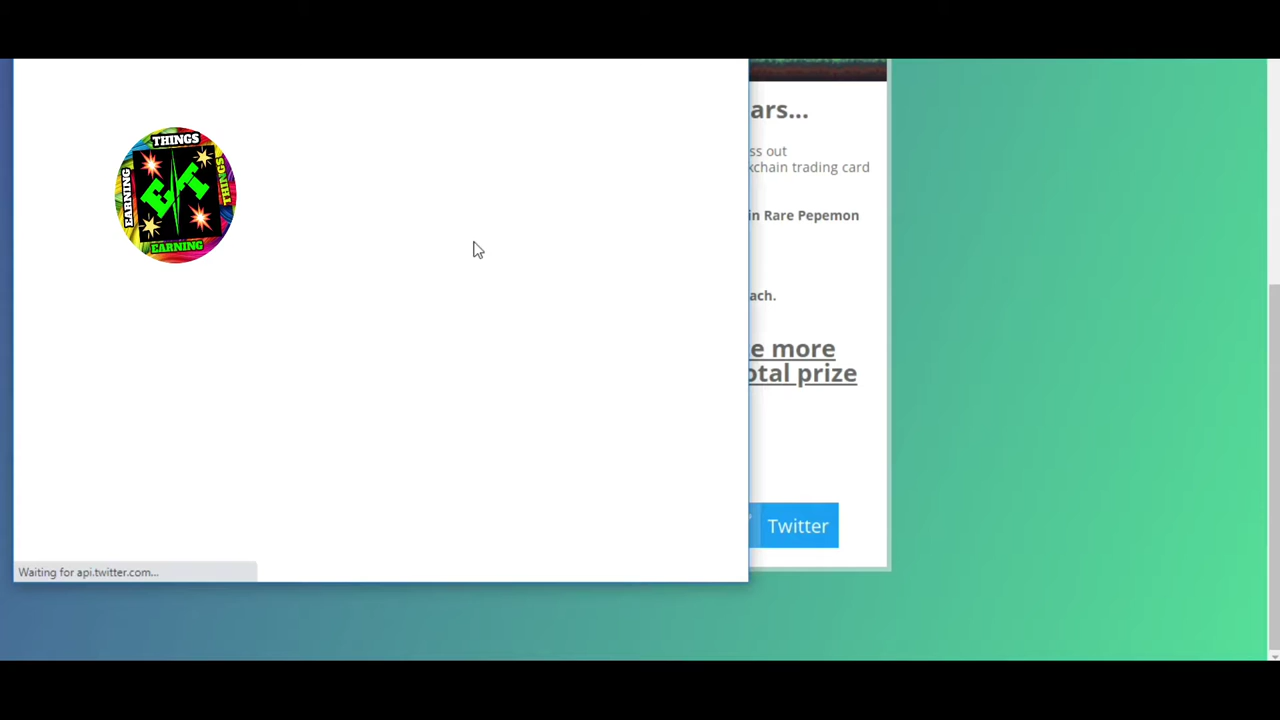 THINGS
EARNING
THINGS
ET
EARNING
ars...
ss out
kchain trading card
in Rare Pepemon
ach.
e more
otal prize
Twitter
Waiting for api.twitter.com...